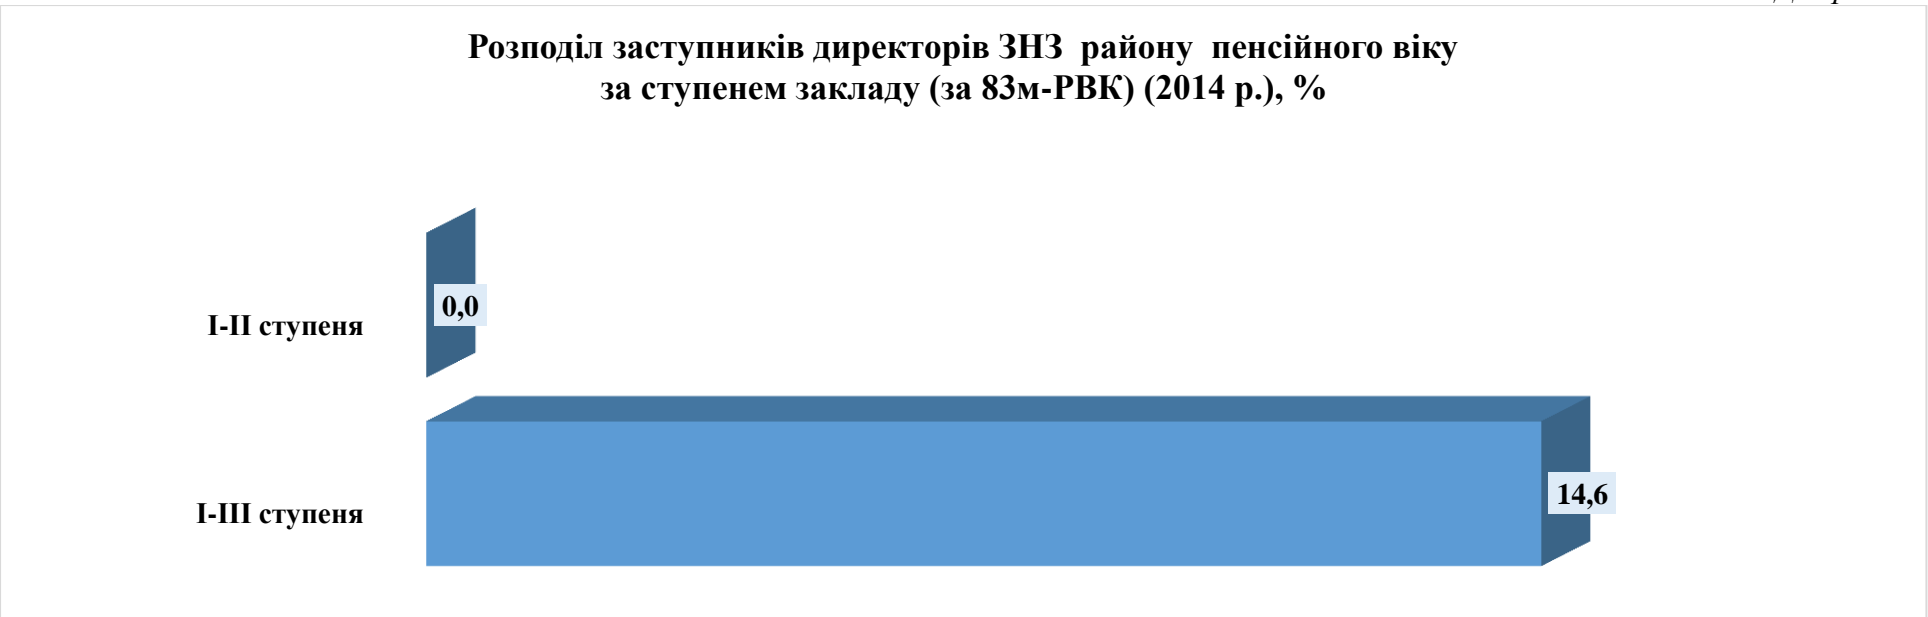 Розподіл заступників директорів ЗНЗ  району  пенсійного віку
за ступенем закладу (за 83м-РВК) (2014 р.), %
І-ІІ ступеня
0,0
І-ІІІ ступеня
14,6